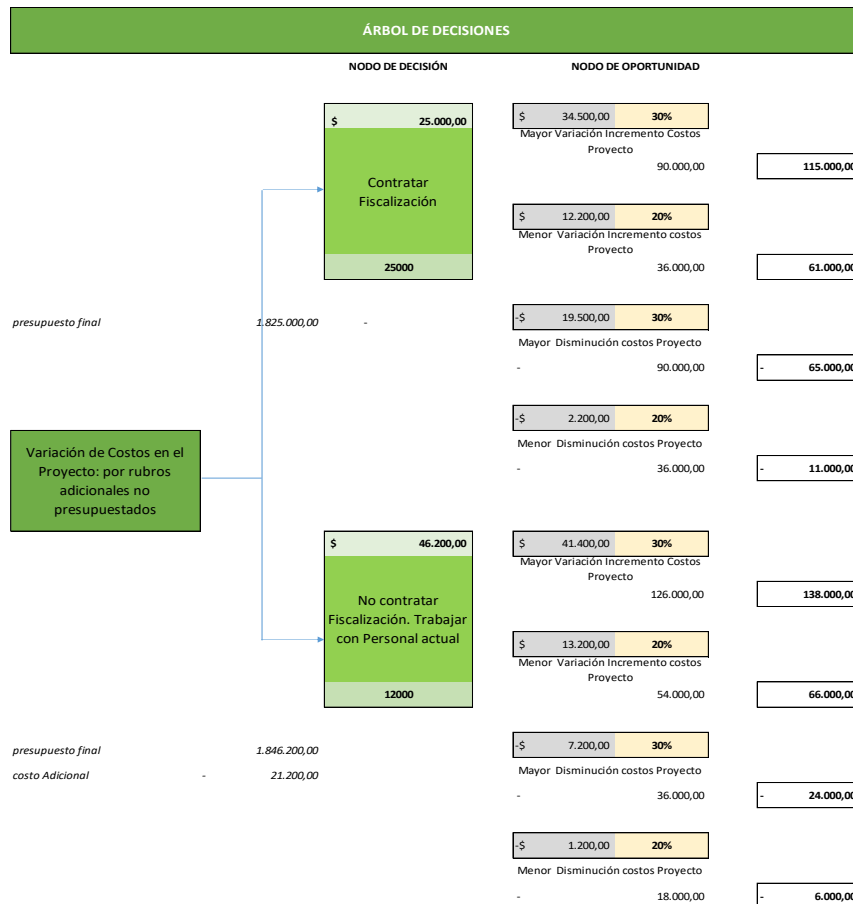 ÁRBOL DE DECISIONES
NODO DE DECISIÓN NODO DE OPORTUNIDAD
$ 25.000,00
Contratar
Fiscalización
25000
$ 34.500,00 30%
Mayor Variación Incremento Costos
Proyecto
90.000,00 115.000,00
$ 12.200,00 20%
Menor Variación Incremento costos
Proyecto
36.000,00 61.000,00
presupuesto final 1.825.000,00 -
-$ 19.500,00 30%
Mayor Disminución costos Proyecto
- 90.000,00 - 65.000,00
-$ 2.200,00 20%
Menor Disminución costos Proyecto
- 36.000,00 - 11.000,00
Variación de Costos en el
Proyecto: por rubros
adicionales no
presupuestados
$ 46.200,00
No contratar
Fiscalización. Trabajar
con Personal actual
12000
$ 41.400,00 30%
Mayor Variación Incremento Costos
Proyecto
126.000,00 138.000,00
$ 13.200,00 20%
Menor Variación Incremento costos
Proyecto
54.000,00 66.000,00
presupuesto final 1.846.200,00
costo Adicional - 21.200,00
-$ 7.200,00 30%
Mayor Disminución costos Proyecto
- 36.000,00 - 24.000,00
-$ 1.200,00 20%
Menor Disminución costos Proyecto
- 18.000,00 - 6.000,00